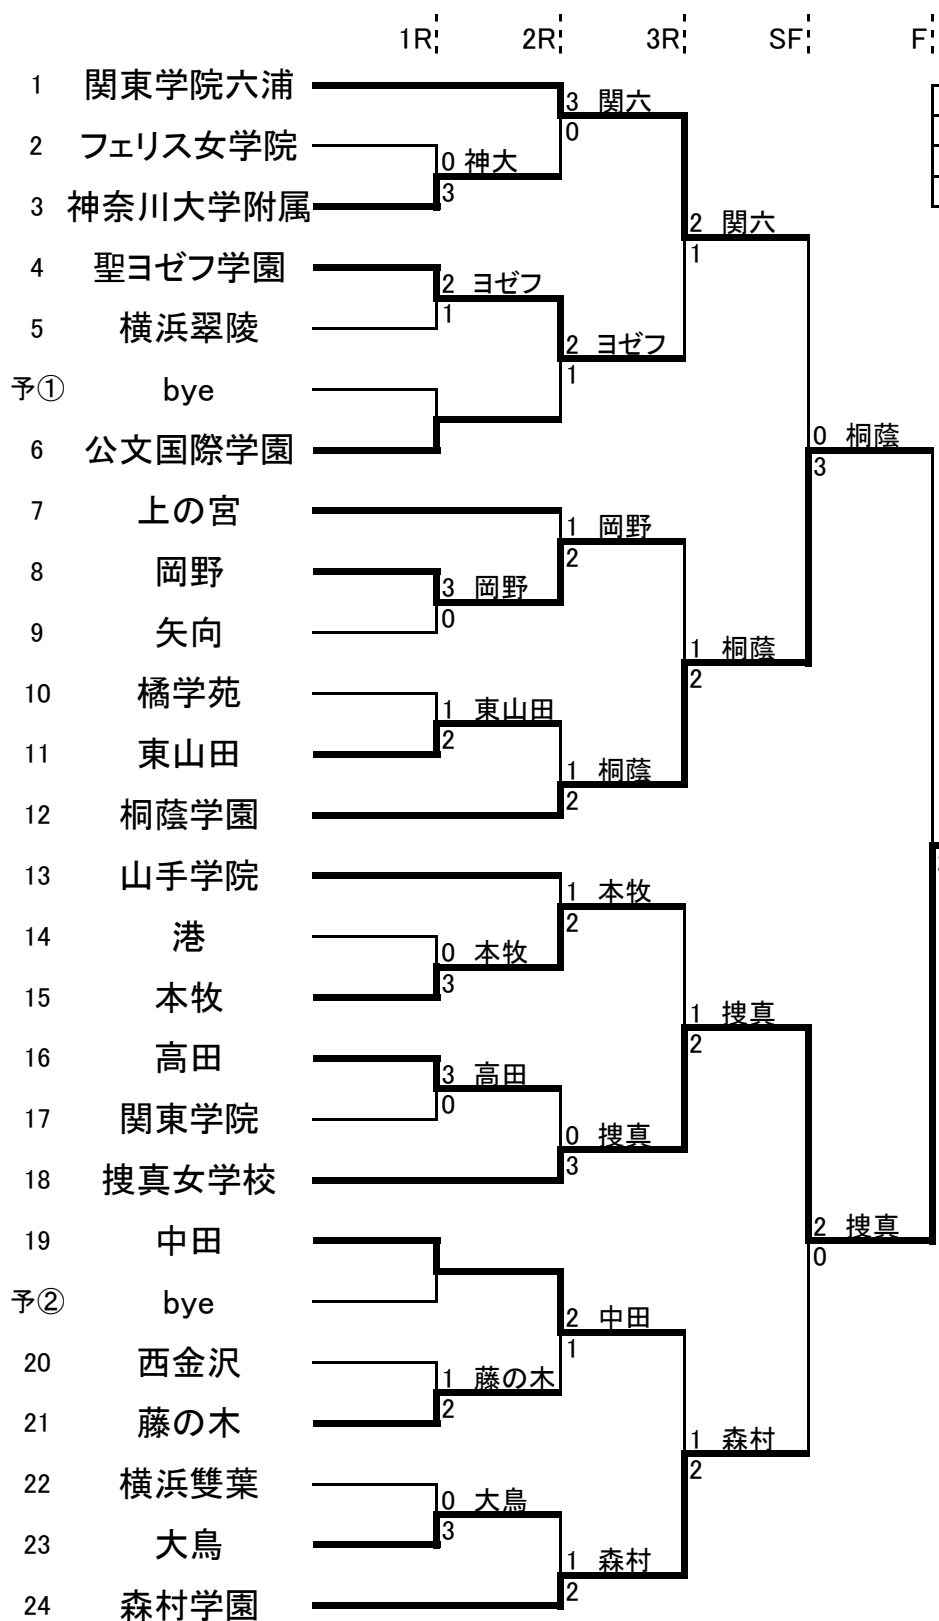 1R 2R 3R SF F
1 関東学院六浦
3 関六
2 フェリス女学院
0
0 神大
3 神奈川大学附属
3
2 関六
4 聖ヨゼフ学園
1
2 ヨゼフ
5 横浜翠陵
1
2 ヨゼフ
予① bye
1
6 公文国際学園
0 桐蔭
3
7 上の宮
1 岡野
2
8 岡野
3 岡野
0
9 矢向
1 桐蔭
2
10 橘学苑
1 東山田
2
11 東山田
1 桐蔭
2
12 桐蔭学園
13 山手学院
1 本牧
2
14 港
0 本牧
3
15 本牧
1 捜真
2
16 高田
3 高田
0
17 関東学院
0 捜真
3
18 捜真女学校
19 中田
2 捜真
0
予② bye
2 中田
1
20 西金沢
1 藤の木
2
21 藤の木
1 森村
2
22 横浜雙葉
0 大鳥
3
23 大鳥
1 森村
2
24 森村学園